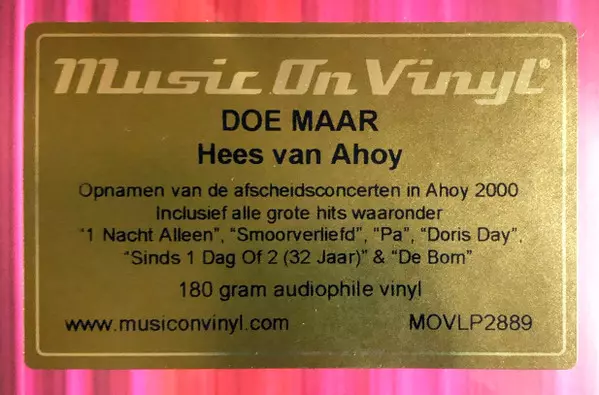 Music On Vinyl®
DOE MAAR
Hees van Ahoy
Opnamen van de afscheidsconcerten in Ahoy 2000
Inclusief alle grote hits waaronder
"1 Nacht Alleen", "Smoorverliefd", "Pa", "Doris Day",
"Sinds 1 Dag Of 2 (32 Jaar)" & "De Bom"
180 gram audiophile vinyl
www.musiconvinyl.com MOVLP2889